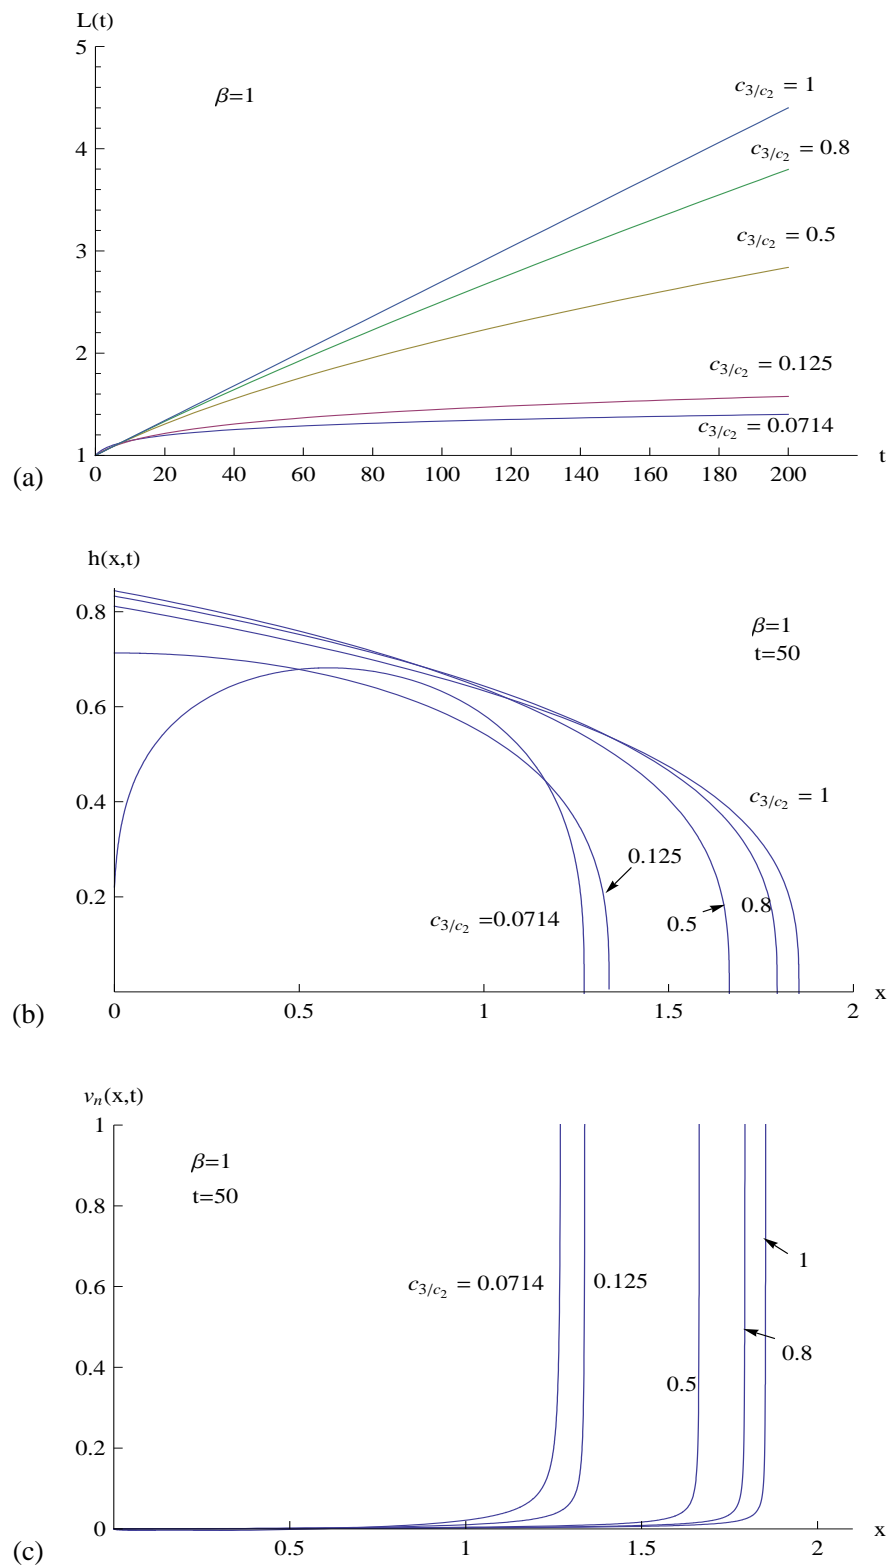 L(t)
5
β=1
c3/c2 = 1
4
c3/c2 = 0.8
3
c3/c2 = 0.5
2
c3/c2 = 0.125
c3/c2 = 0.0714
1
0 20 40 60 80 100 120 140 160 180 200 t
(a)
h(x,t)
0.8
β=1
t=50
0.6
0.4
c3/c2 = 1
0.125
0.2
c3/c2 =0.0714
0.5
0.8
0 0.5 1 1.5 2 x
(b)
vn(x,t)
1
β=1
t=50
0.8
1
0.6
c3/c2 = 0.0714
0.125
0.4
0.8
0.5
0.2
0
0.5 1 1.5 2 x
(c)